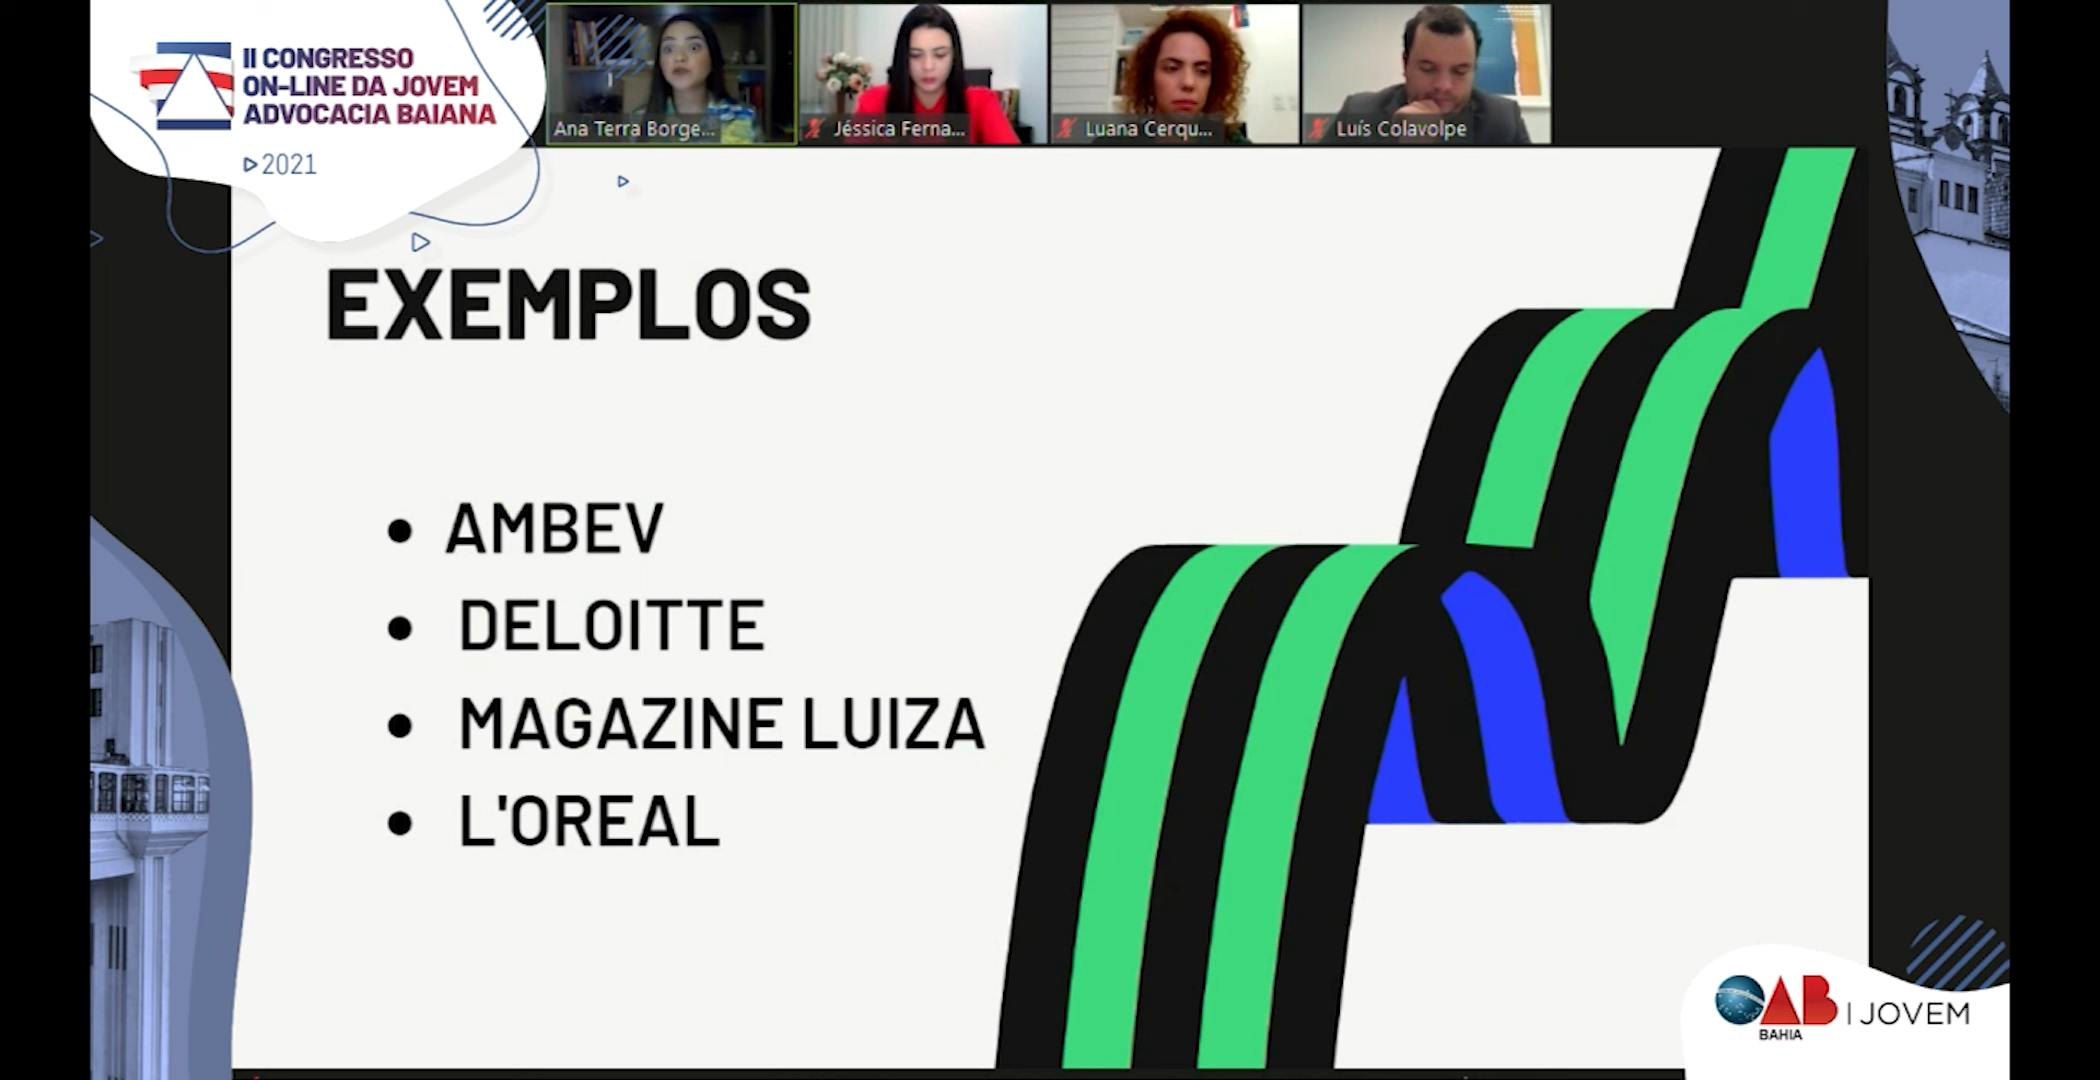 II CONGRESSO
ON-LINE DA JOVEM
ADVOCACIA BAIANA
2021
Ana Terra Borge...
Jéssica Ferna...
Luana Cerqu...
Luís Colavolpe
EXEMPLOS
• AMBEV
• DELOITTE
• MAGAZINE LUIZA
• L'OREAL
OAB | JOVEM
BAHIA